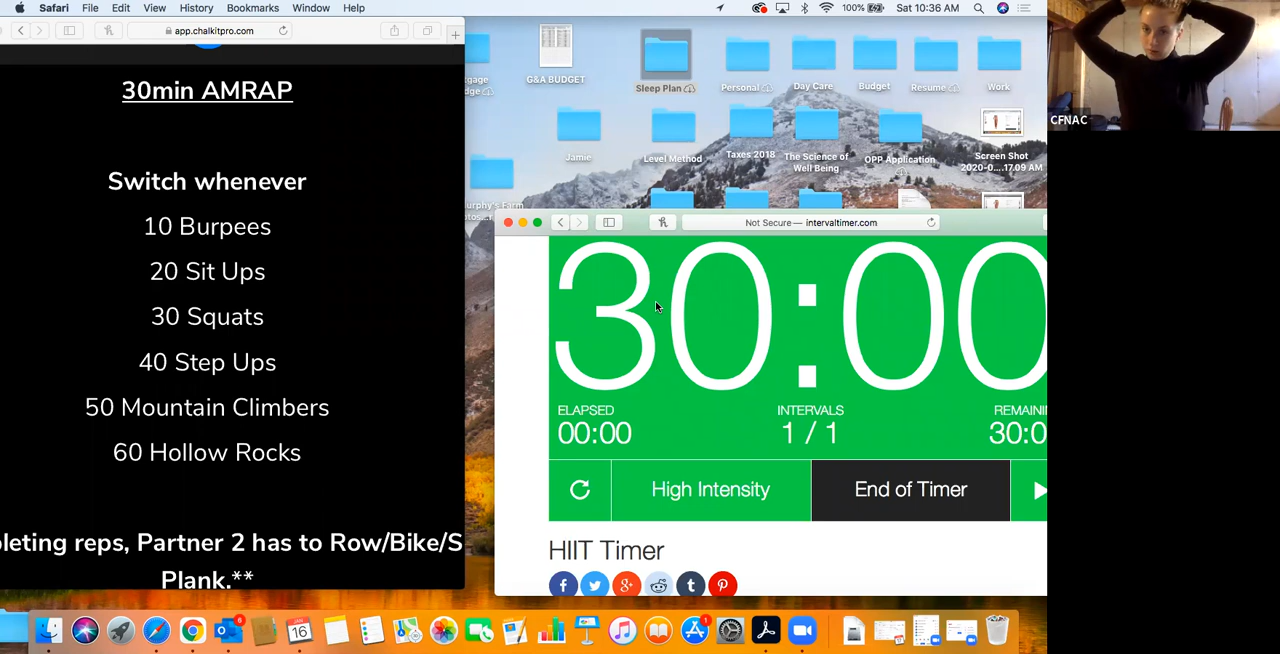 Safari File Edit View History Bookmarks Window Help
100% Sat 10:36 AM
app.chalkitpro.com
30min AMRAP
Switch whenever
10 Burpees
20 Sit Ups
30 Squats
40 Step Ups
50 Mountain Climbers
60 Hollow Rocks
leting reps, Partner 2 has to Row/Bike/S
Plank.**
G&A BUDGET
Sleep Plan
Personal
Day Care
Budget
Resume
Work
Jamie
Level Method
Taxes 2018
The Science of
Well Being
OPP Application
Screen Shot
2020-0....17.09 AM
urphy's Farm
Not Secure — intervaltimer.com
30:00
ELAPSED
00:00
INTERVALS
1 / 1
REMAINI
30:0
High Intensity
End of Timer
HIIT Timer
JAN
16
CFNAC